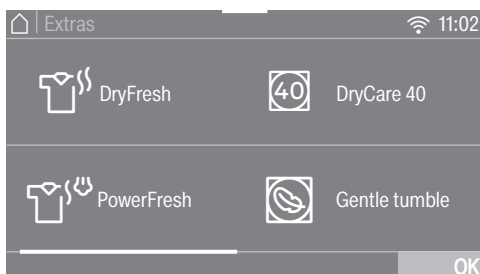 Extras 11:02
DryFresh
40 DryCare 40
PowerFresh
Gentle tumble
OK